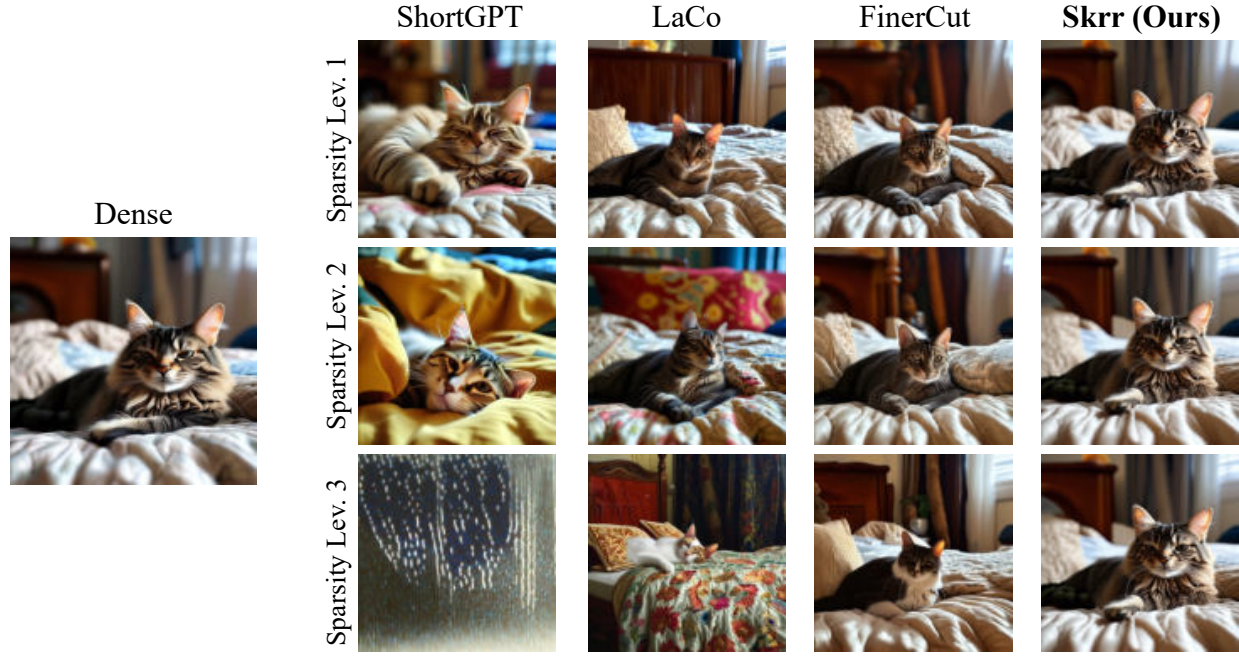 ShortGPT
LaCo
FinerCut
Skrr (Ours)
Sparsity Lev. 1
Dense
Sparsity Lev. 2
Sparsity Lev. 3